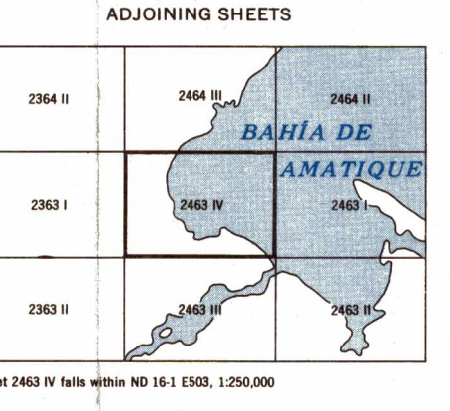 ADJOINING SHEETS
2364 II
2464 III
2464 II
BAHÍA DE
AMATIQUE
2363 I
2463 IV
2463 I
2363 II
2463 III
2463 II
2463 IV falls within ND 16-1 E503, 1:250,000